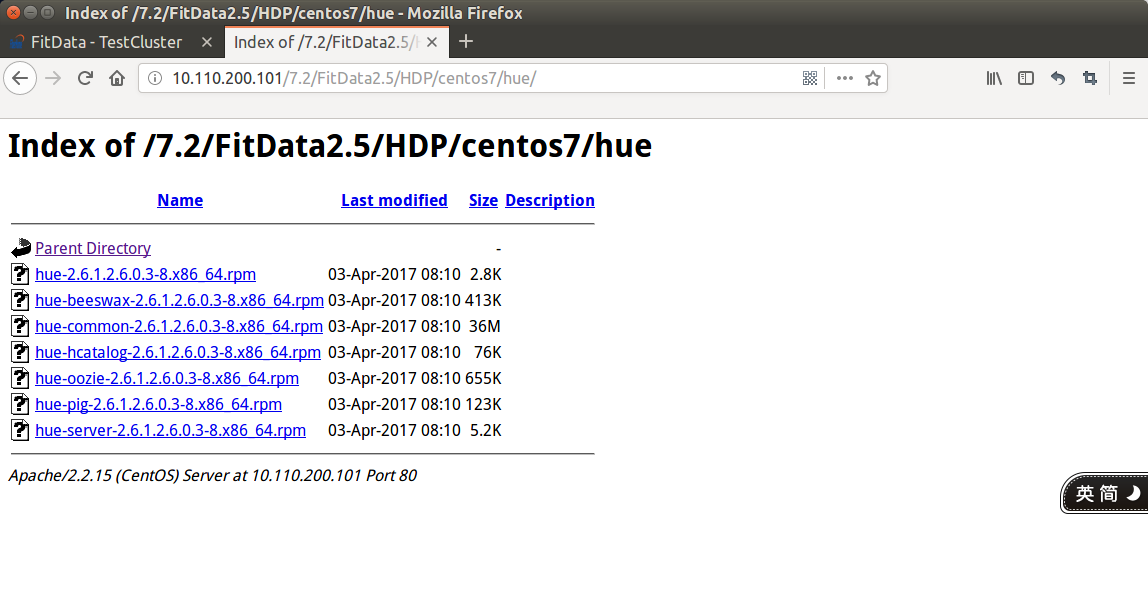 Index of /7.2/FitData2.5/HDP/centos7/hue - Mozilla Firefox
FitData - TestCluster
Index of /7.2/FitData2.5/
10.110.200.101/7.2/FitData2.5/HDP/centos7/hue/
Index of /7.2/FitData2.5/HDP/centos7/hue
Name Last modified Size Description
Parent Directory -
hue-2.6.1.2.6.0.3-8.x86_64.rpm 03-Apr-2017 08:10 2.8K
hue-beeswax-2.6.1.2.6.0.3-8.x86_64.rpm 03-Apr-2017 08:10 413K
hue-common-2.6.1.2.6.0.3-8.x86_64.rpm 03-Apr-2017 08:10 36M
hue-hcatalog-2.6.1.2.6.0.3-8.x86_64.rpm 03-Apr-2017 08:10 76K
hue-oozie-2.6.1.2.6.0.3-8.x86_64.rpm 03-Apr-2017 08:10 655K
hue-pig-2.6.1.2.6.0.3-8.x86_64.rpm 03-Apr-2017 08:10 123K
hue-server-2.6.1.2.6.0.3-8.x86_64.rpm 03-Apr-2017 08:10 5.2K
Apache/2.2.15 (CentOS) Server at 10.110.200.101 Port 80
英 简